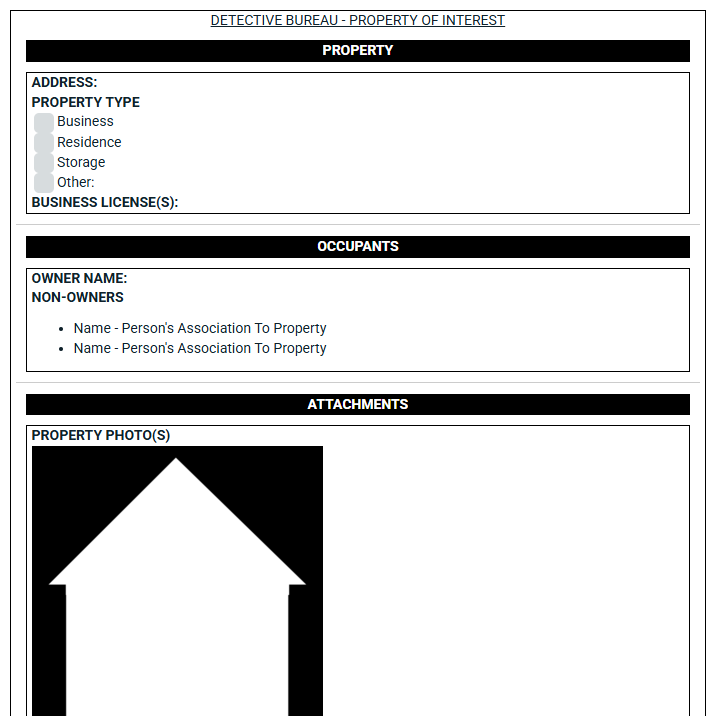 DETECTIVE BUREAU - PROPERTY OF INTEREST
PROPERTY
ADDRESS:
PROPERTY TYPE
Business
Residence
Storage
Other:
BUSINESS LICENSE(S):
OCCUPANTS
OWNER NAME:
NON-OWNERS
Name - Person's Association To Property
Name - Person's Association To Property
ATTACHMENTS
PROPERTY PHOTO(S)